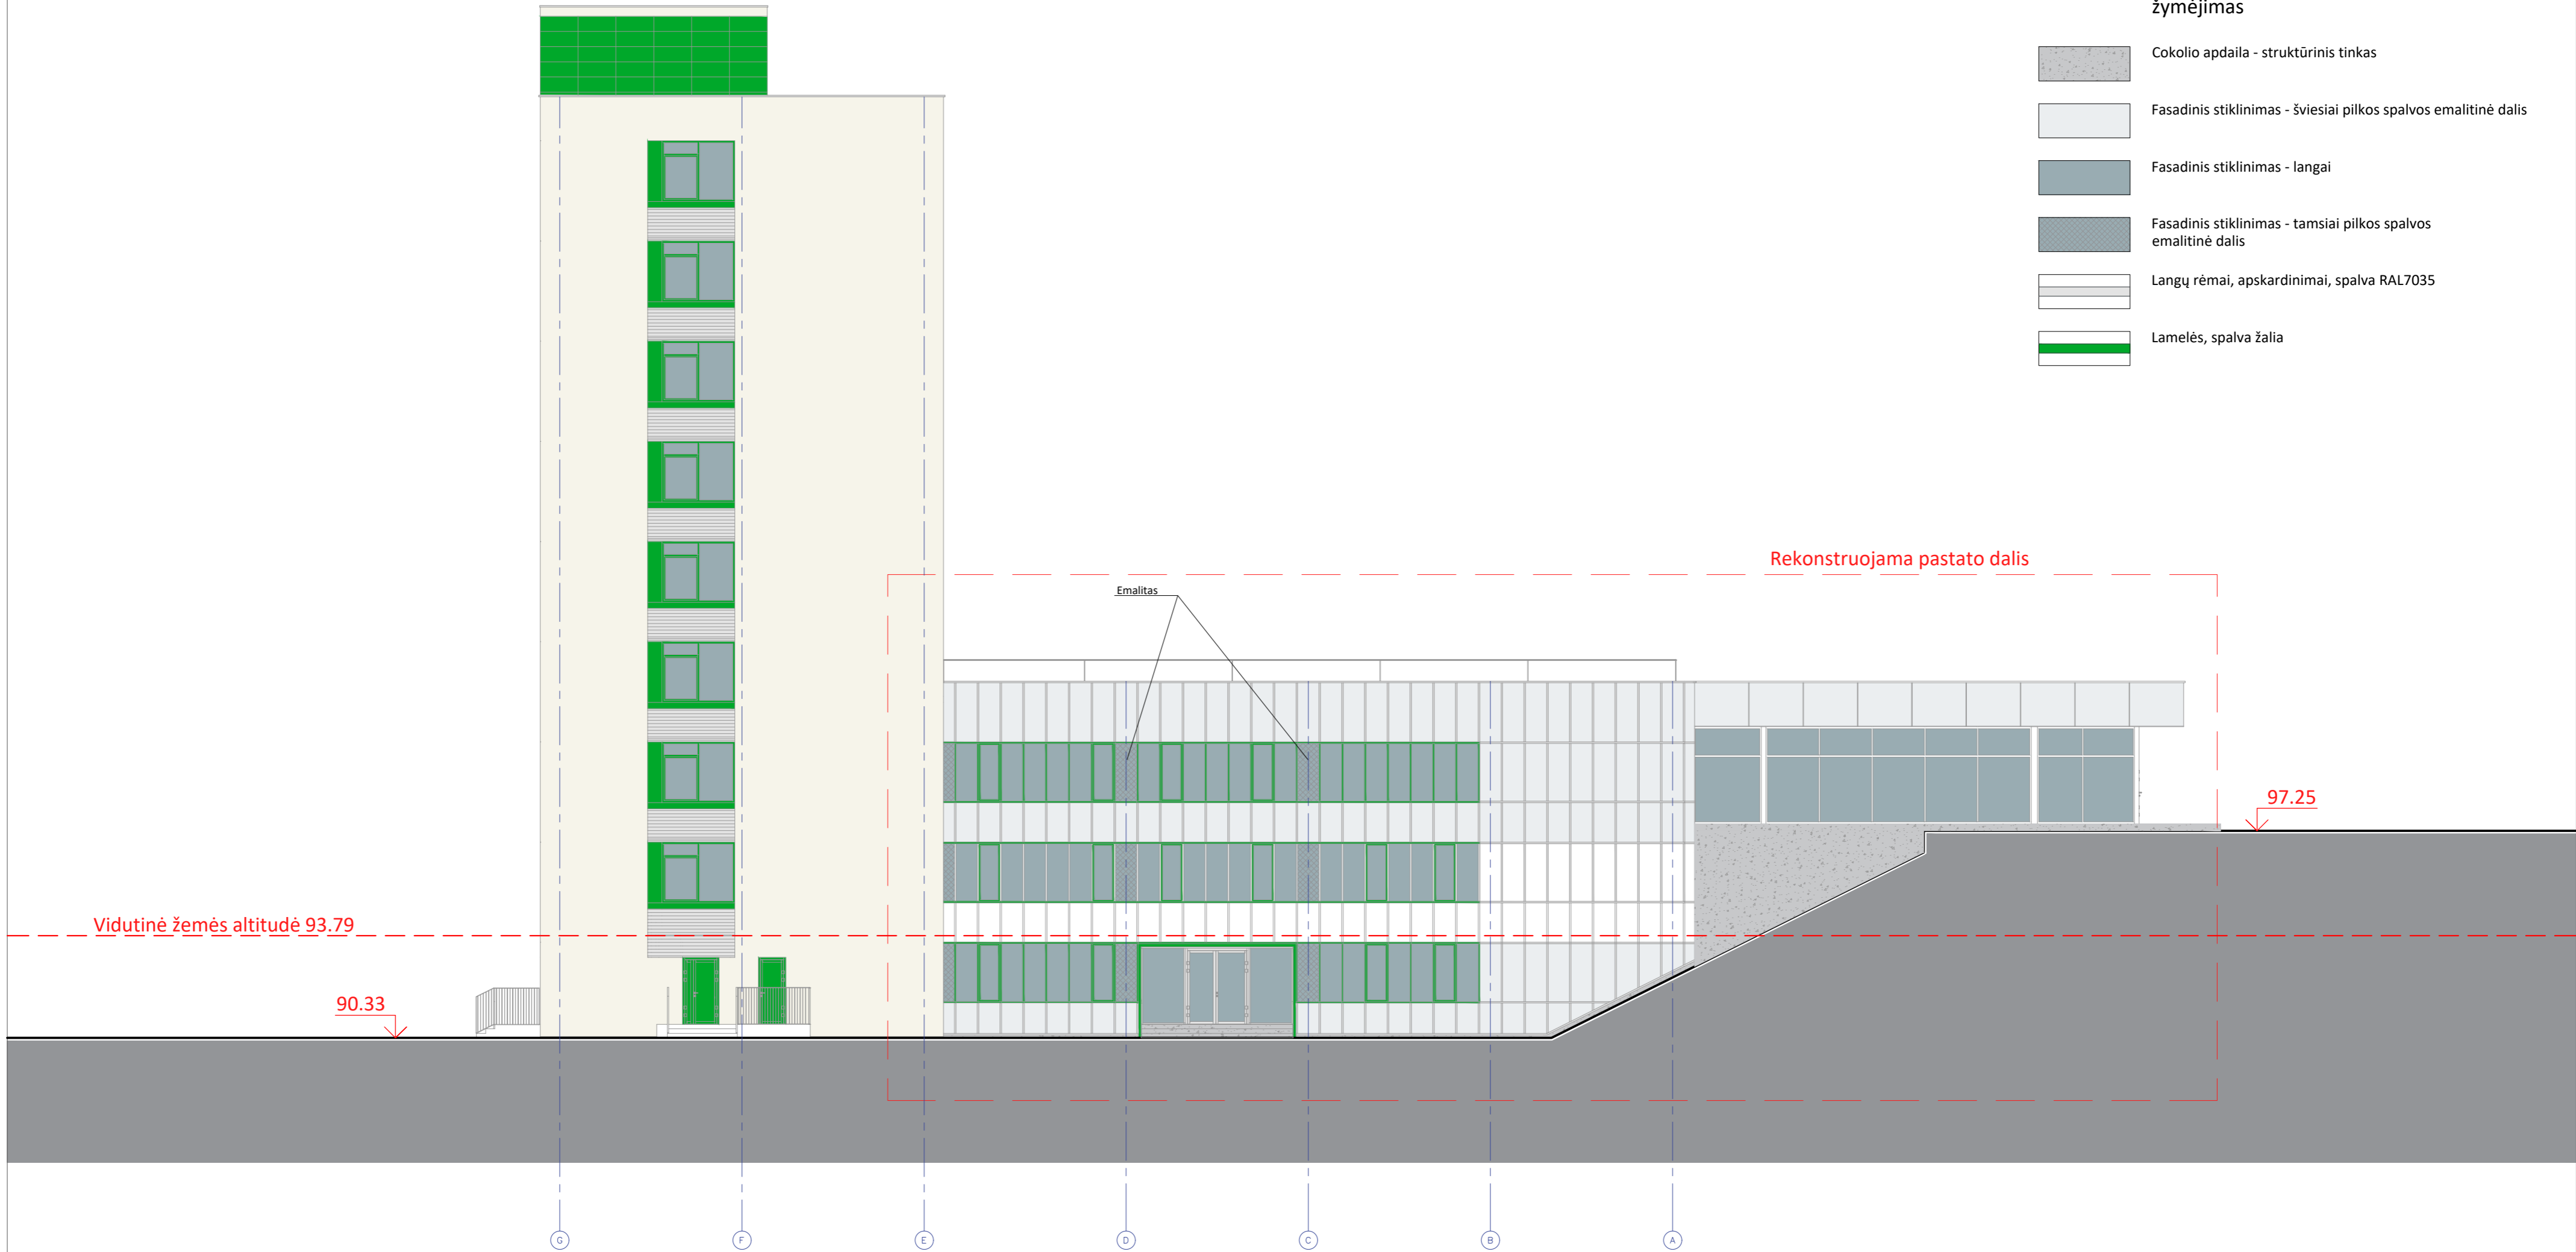 žymėjimas
Cokolio apdaila - struktūrinis tinkas
Fasadinis stiklinimas - šviesiai pilkos spalvos emalitinė dalis
Fasadinis stiklinimas - langai
Fasadinis stiklinimas - tamsiai pilkos spalvos
emalitinė dalis
Langų rėmai, apskardinimai, spalva RAL7035
Lamelės, spalva žalia
Rekonstruojama pastato dalis
Emalitas
97.25
Vidutinė žemės altitudė 93.79
90.33
G F E D C B A